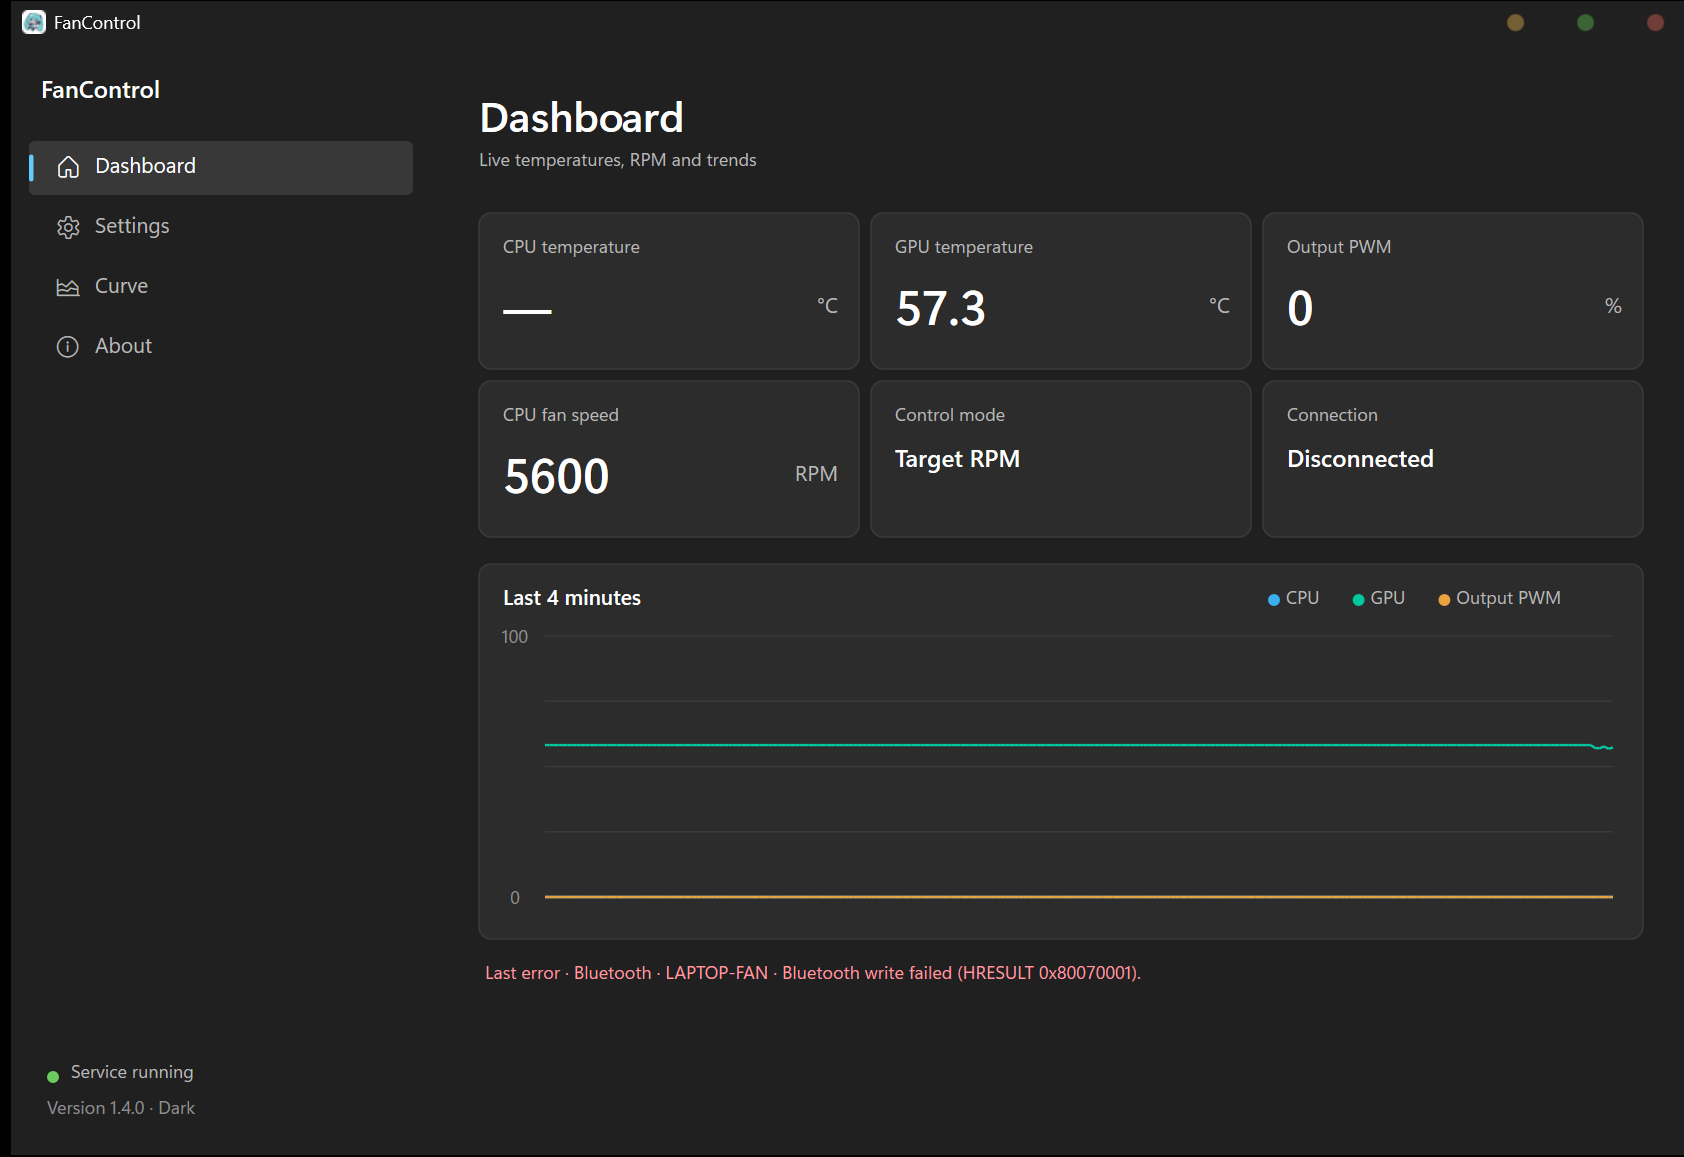 FanControl
FanControl
Dashboard
Settings
Curve
About
Dashboard
Live temperatures, RPM and trends
CPU temperature
— °C
GPU temperature
57.3 °C
Output PWM
0 %
CPU fan speed
5600 RPM
Control mode
Target RPM
Connection
Disconnected
Last 4 minutes
CPU GPU Output PWM
100
0
Last error · Bluetooth · LAPTOP-FAN · Bluetooth write failed (HRESULT 0x80070001).
Service running
Version 1.4.0 · Dark